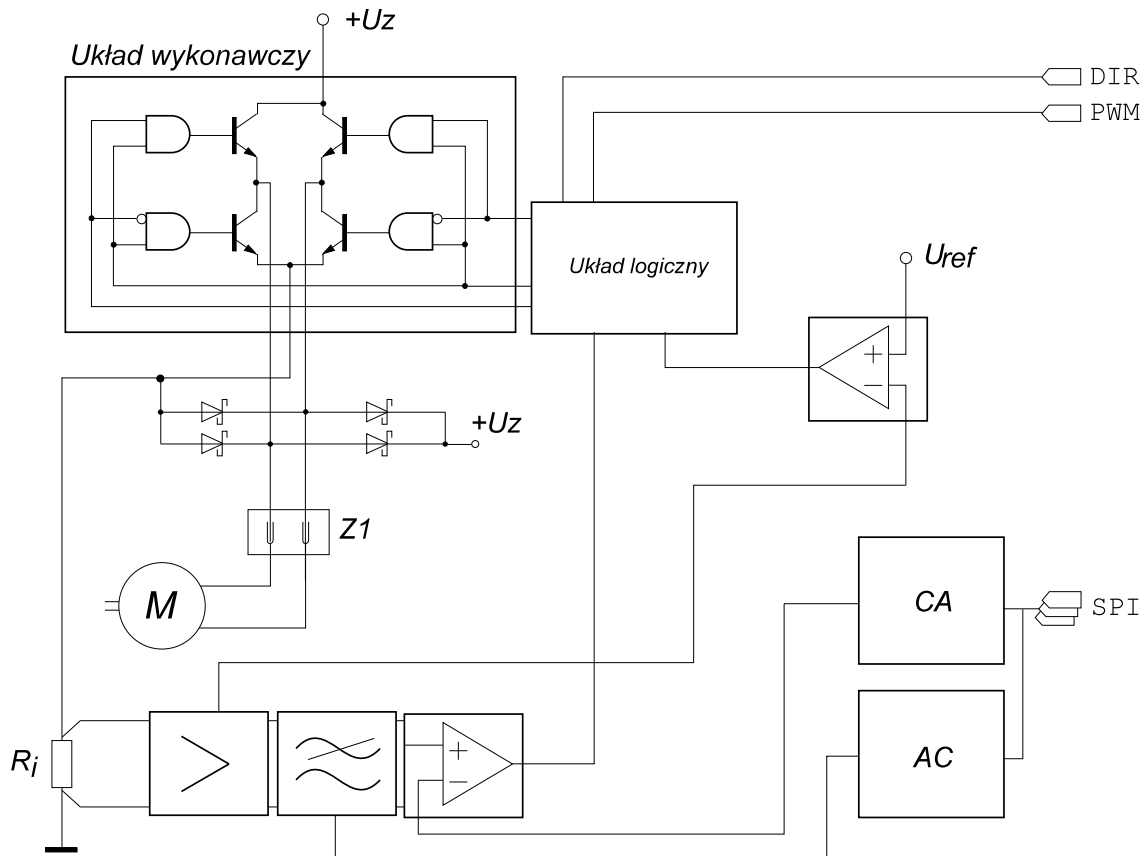 +Uz
Układ wykonawczy
DIR
PWM
Układ logiczny
Uref
+
−
+Uz
Z1
M
CA
SPI
Ri
+
−
AC